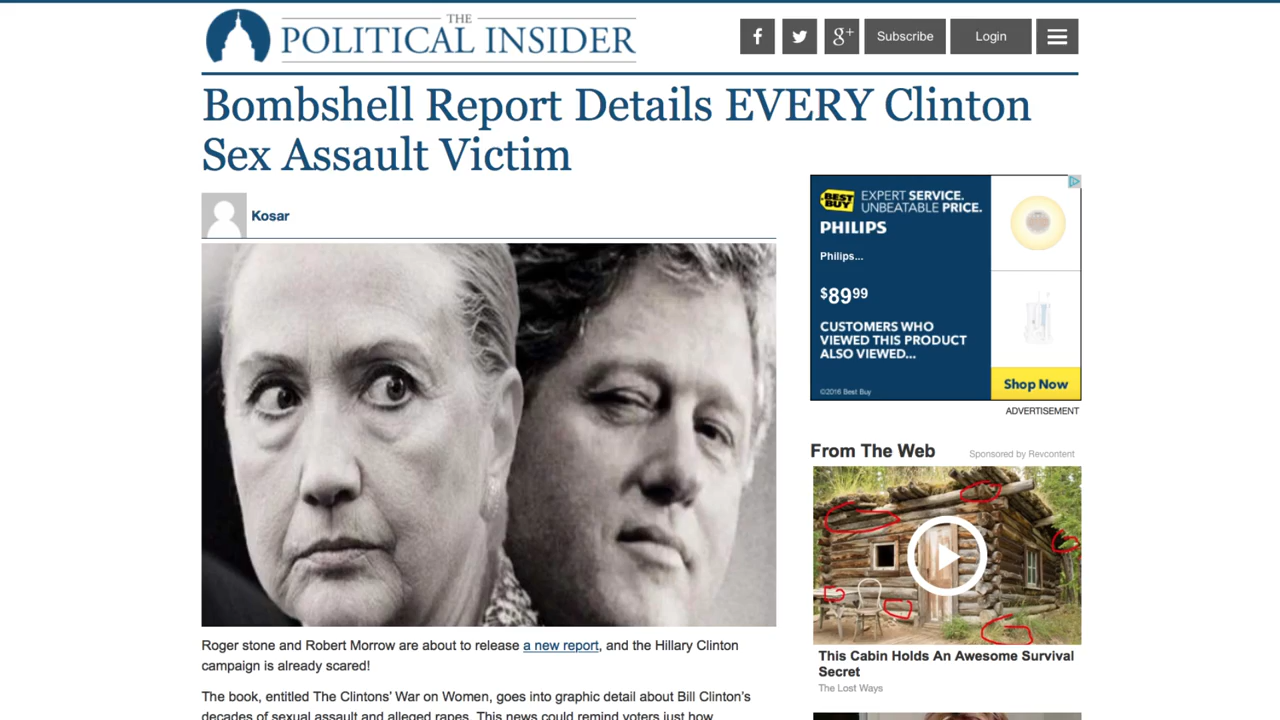 THE
POLITICAL INSIDER
f
g+
Subscribe
Login
Bombshell Report Details EVERY Clinton
Sex Assault Victim
Kosar
BEST BUY
EXPERT SERVICE.
UNBEATABLE PRICE.
PHILIPS
Philips...
$89 99
CUSTOMERS WHO
VIEWED THIS PRODUCT
ALSO VIEWED...
©2016 Best Buy
Shop Now
ADVERTISEMENT
From The Web
Sponsored by Revcontent
This Cabin Holds An Awesome Survival
Secret
The Lost Ways
Roger stone and Robert Morrow are about to release a new report, and the Hillary Clinton
campaign is already scared!
The book, entitled The Clintons’ War on Women, goes into graphic detail about Bill Clinton’s
decades of sexual assault and alleged rapes. This news could remind voters just how